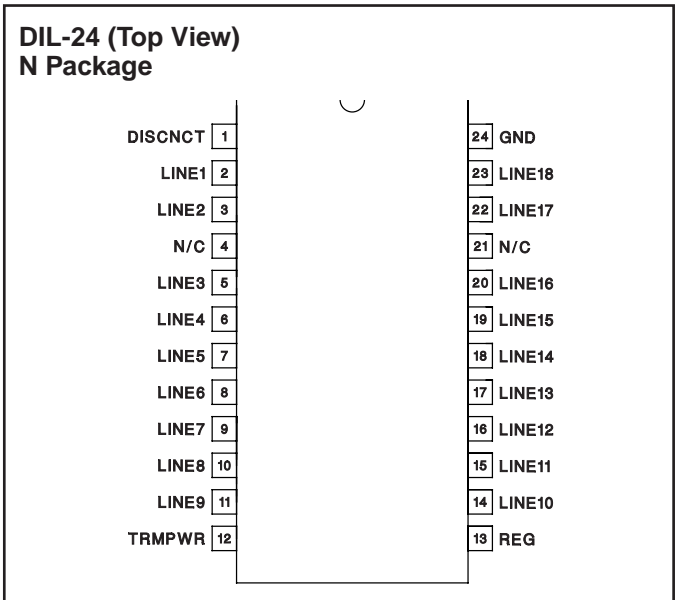 DIL-24 (Top View)
N Package
DISCNCT 1 24 GND
LINE1 2 23 LINE18
LINE2 3 22 LINE17
N/C 4 21 N/C
LINE3 5 20 LINE16
LINE4 6 19 LINE15
LINE5 7 18 LINE14
LINE6 8 17 LINE13
LINE7 9 16 LINE12
LINE8 10 15 LINE11
LINE9 11 14 LINE10
TRMPWR 12 13 REG